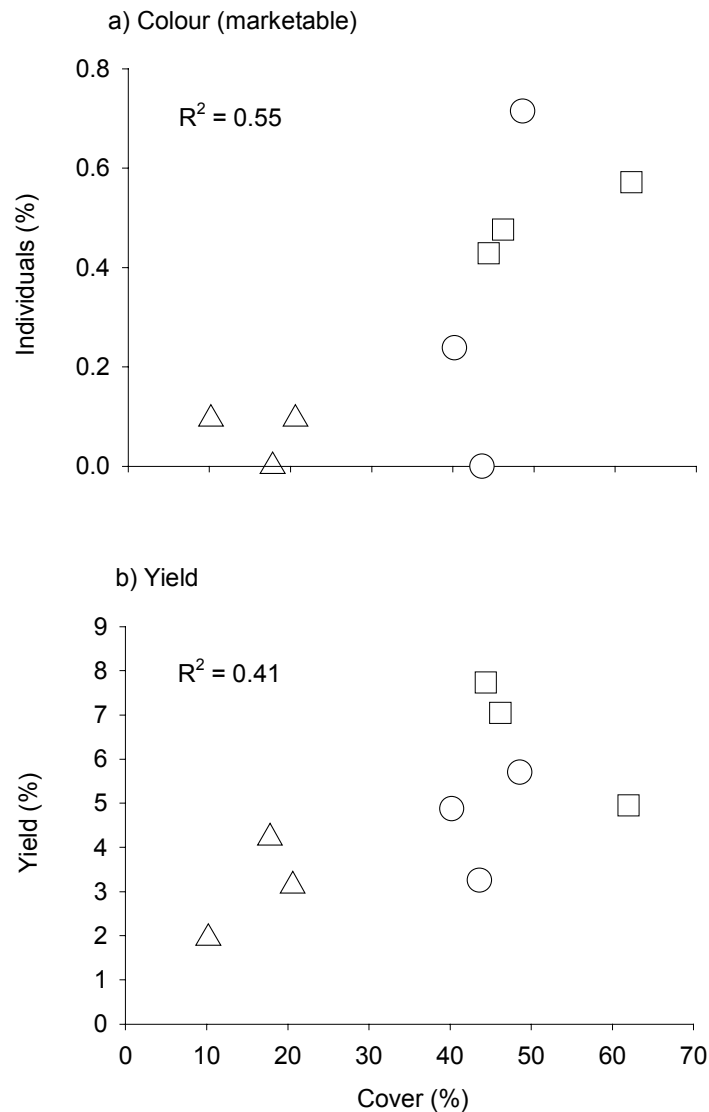 a) Colour (marketable)
0.8
R² = 0.55
0.6
0.4
0.2
0.0
Individuals (%)
b) Yield
9
8
R² = 0.41
7
6
5
4
3
2
1
0
Yield (%)
0 10 20 30 40 50 60 70
Cover (%)